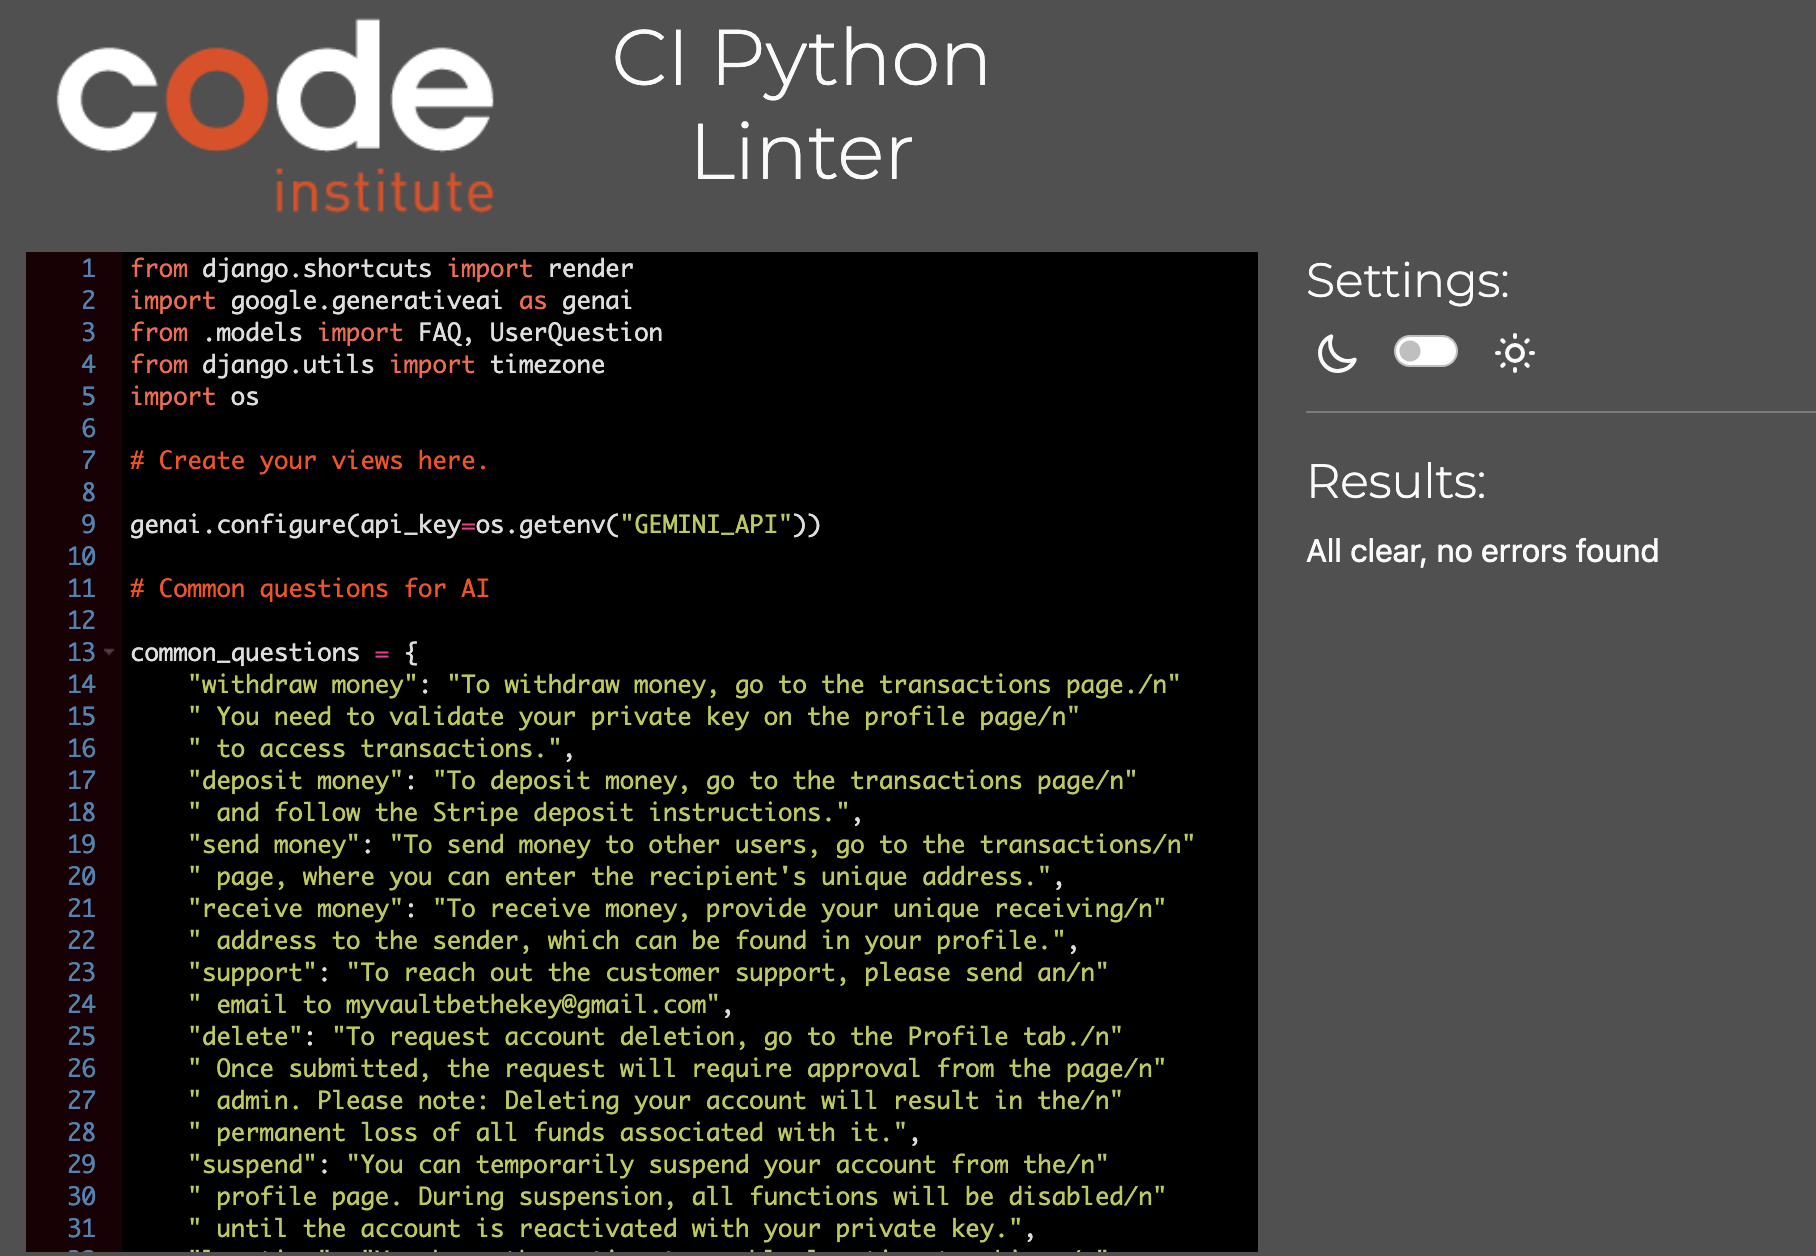 code
institute
CI Python
Linter
1 from django.shortcuts import render
2 import google.generativeai as genai
3 from .models import FAQ, UserQuestion
4 from django.utils import timezone
5 import os
6
7 # Create your views here.
8
9 genai.configure(api_key=os.getenv("GEMINI_API"))
10
11 # Common questions for AI
12
13 common_questions = {
14     "withdraw money": "To withdraw money, go to the transactions page./n"
15     " You need to validate your private key on the profile page/n"
16     " to access transactions.",
17     "deposit money": "To deposit money, go to the transactions page/n"
18     " and follow the Stripe deposit instructions.",
19     "send money": "To send money to other users, go to the transactions/n"
20     " page, where you can enter the recipient's unique address.",
21     "receive money": "To receive money, provide your unique receiving/n"
22     " address to the sender, which can be found in your profile.",
23     "support": "To reach out the customer support, please send an/n"
24     " email to myvaultbethekey@gmail.com",
25     "delete": "To request account deletion, go to the Profile tab./n"
26     " Once submitted, the request will require approval from the page/n"
27     " admin. Please note: Deleting your account will result in the/n"
28     " permanent loss of all funds associated with it.",
29     "suspend": "You can temporarily suspend your account from the/n"
30     " profile page. During suspension, all functions will be disabled/n"
31     " until the account is reactivated with your private key.",
Settings:
Results:
All clear, no errors found